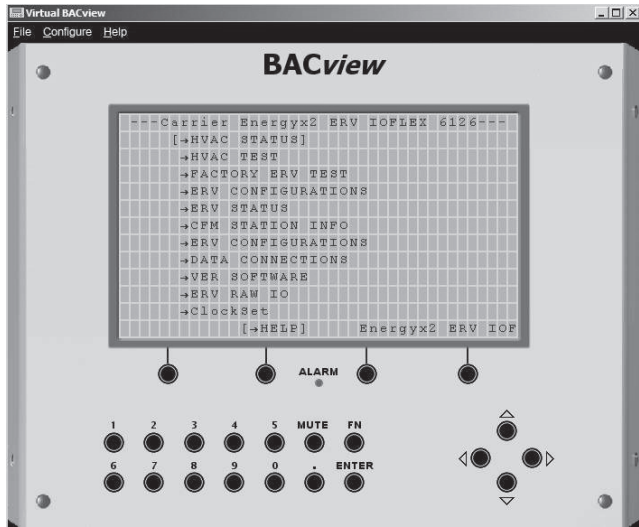 Virtual BACview
File Configure Help
BACview
---Carrier Energyx2 ERV IOFLEX 6126---
[→HVAC STATUS]
→HVAC TEST
→FACTORY ERV TEST
→ERV CONFIGURATIONS
→ERV STATUS
→CFM STATION INFO
→ERV CONFIGURATIONS
→DATA CONNECTIONS
→VER SOFTWARE
→ERV RAW IO
→ClockSet
[→HELP] Energyx2 ERV IOF
ALARM
1 2 3 4 5 MUTE FN
6 7 8 9 0 . ENTER